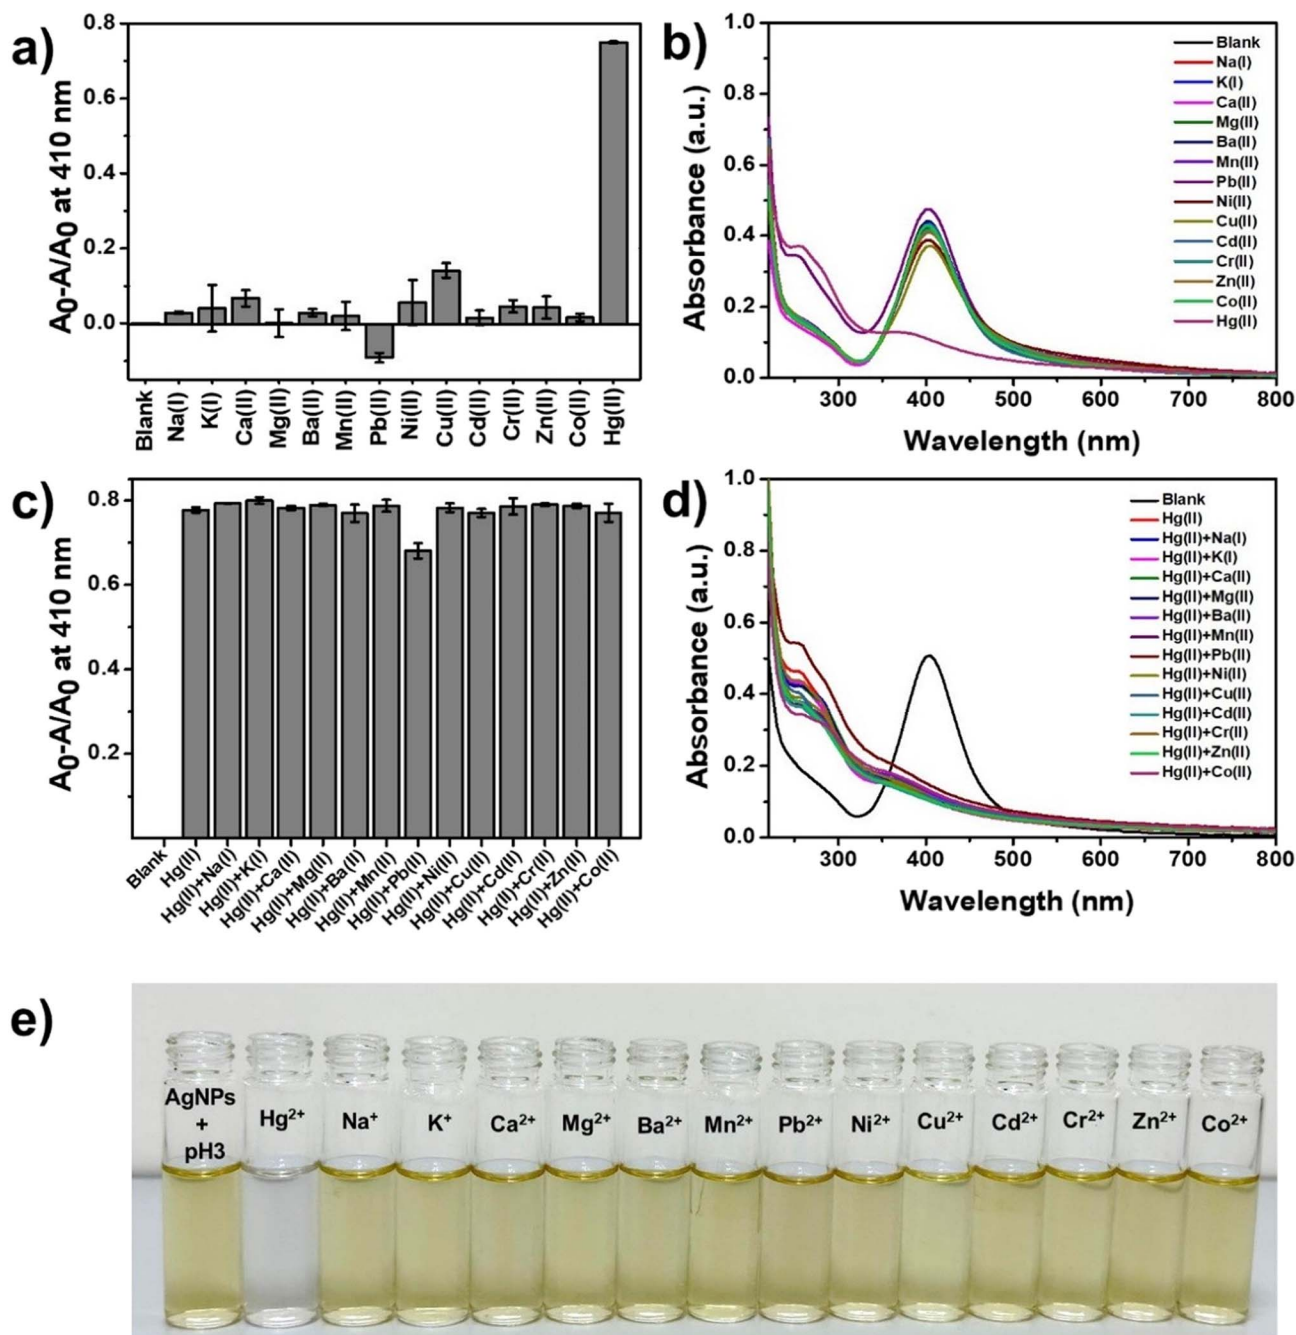 a)
A₀-A/A₀ at 410 nm
0.8
0.6
0.4
0.2
0.0
Blank
Na(I)
K(I)
Ca(II)
Mg(II)
Ba(II)
Mn(II)
Pb(II)
Ni(II)
Cu(II)
Cd(II)
Cr(II)
Zn(II)
Co(II)
Hg(II)
b)
Absorbance (a.u.)
1.0
0.8
0.6
0.4
0.2
0.0
300
400
500
600
700
800
Wavelength (nm)
Blank
Na(I)
K(I)
Ca(II)
Mg(II)
Ba(II)
Mn(II)
Pb(II)
Ni(II)
Cu(II)
Cd(II)
Cr(II)
Zn(II)
Co(II)
Hg(II)
c)
A₀-A/A₀ at 410 nm
0.8
0.6
0.4
0.2
Blank
Hg(II)
Hg(II)+Na(I)
Hg(II)+K(I)
Hg(II)+Ca(II)
Hg(II)+Mg(II)
Hg(II)+Ba(II)
Hg(II)+Mn(II)
Hg(II)+Pb(II)
Hg(II)+Ni(II)
Hg(II)+Cu(II)
Hg(II)+Cd(II)
Hg(II)+Cr(II)
Hg(II)+Zn(II)
Hg(II)+Co(II)
d)
Absorbance (a.u.)
1.0
0.8
0.6
0.4
0.2
0.0
300
400
500
600
700
800
Wavelength (nm)
Blank
Hg(II)
Hg(II)+Na(I)
Hg(II)+K(I)
Hg(II)+Ca(II)
Hg(II)+Mg(II)
Hg(II)+Ba(II)
Hg(II)+Mn(II)
Hg(II)+Pb(II)
Hg(II)+Ni(II)
Hg(II)+Cu(II)
Hg(II)+Cd(II)
Hg(II)+Cr(II)
Hg(II)+Zn(II)
Hg(II)+Co(II)
e)
AgNPs
+
pH3
Hg²⁺
Na⁺
K⁺
Ca²⁺
Mg²⁺
Ba²⁺
Mn²⁺
Pb²⁺
Ni²⁺
Cu²⁺
Cd²⁺
Cr²⁺
Zn²⁺
Co²⁺